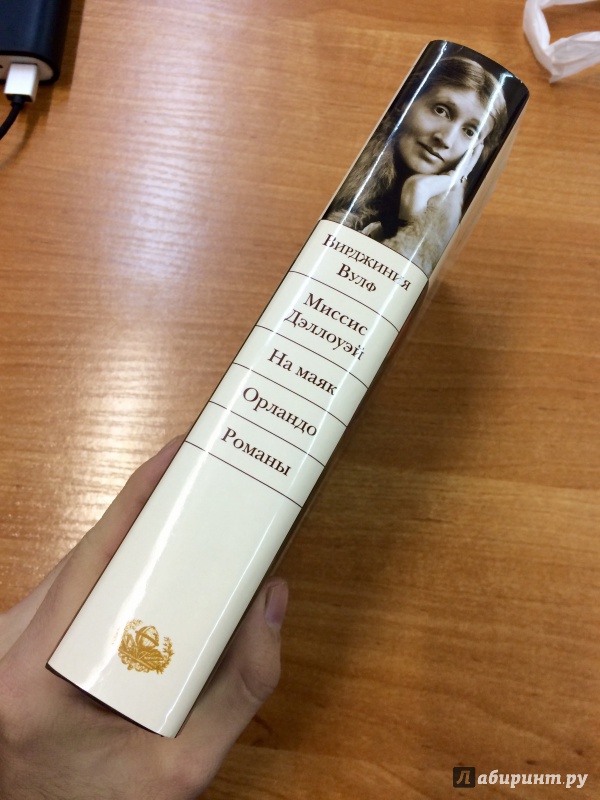 Вирджиния
Вулф
Миссис
Дэллоуэй
На маяк
Орландо
Романы
Лабиринт.ру